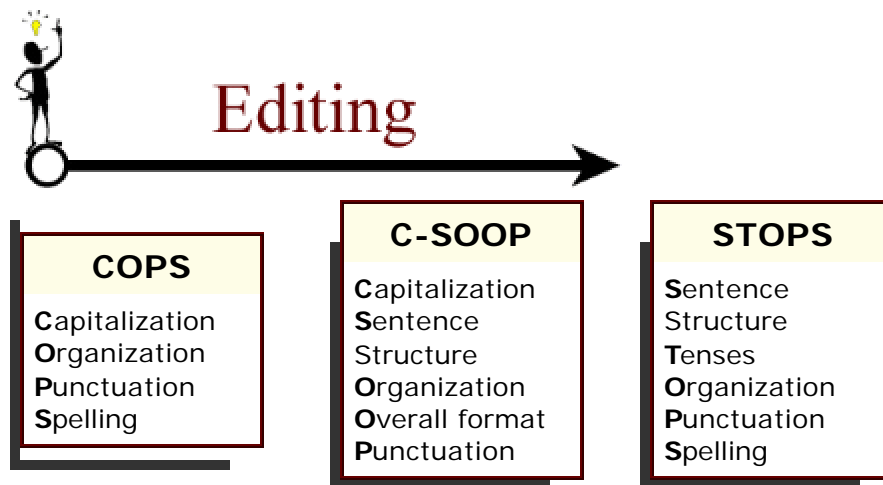 Editing
COPS
Capitalization
Organization
Punctuation
Spelling
C-SOOP
Capitalization
Sentence
Structure
Organization
Overall format
Punctuation
STOPS
Sentence
Structure
Tenses
Organization
Punctuation
Spelling